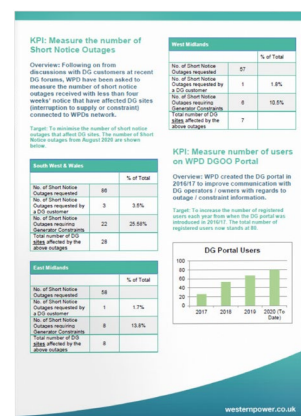 KPI: Measure the number of
Short Notice Outages
Overview: Following on from
discussions with DG customers at recent
DG forums, WPD have been asked to
measure the number of short notice
outages received with less than four
weeks' notice that have affected DG sites
(interruption to supply or constraint)
connected to WPDs network.
Target: To minimise the number of short notice
outages that affect DG sites. The number of Short
Notice outages from August 2020 are shown
below.
South West & Wales
% of Total
No. of Short Notice
Outages requested
86
No. of Short Notice
Outages requested by
a DG customer
3
3.5%
No. of Short Notice
Outages requiring
Generator Constraints
22
25.58%
Total number of DG
sites affected by the
above outages
28
East Midlands
% of Total
No. of Short Notice
Outages requested
58
No. of Short Notice
Outages requested by
a DG customer
1
1.7%
No. of Short Notice
Outages requiring
Generator Constraints
8
13.8%
Total number of DG
sites affected by the
above outages
8
West Midlands
% of Total
No. of Short Notice
Outages requested
57
No. of Short Notice
Outages requested by
a DG customer
1
1.8%
No. of Short Notice
Outages requiring
Generator Constraints
6
10.5%
Total number of DG
sites affected by the
above outages
7
KPI: Measure number of users
on WPD DGOO Portal
Overview: WPD created the DG portal in
2016/17 to improve communication with
DG operators / owners with regards to
outage / constraint information.
Target: To increase the number of registered
users each year from when the DG portal was
introduced in 2016/17. The total number of
registered users now stands at 80.
DG Portal Users
100
80
60
40
20
0
2017 2018 2019 2020 (To
Date)
westernpower.co.uk